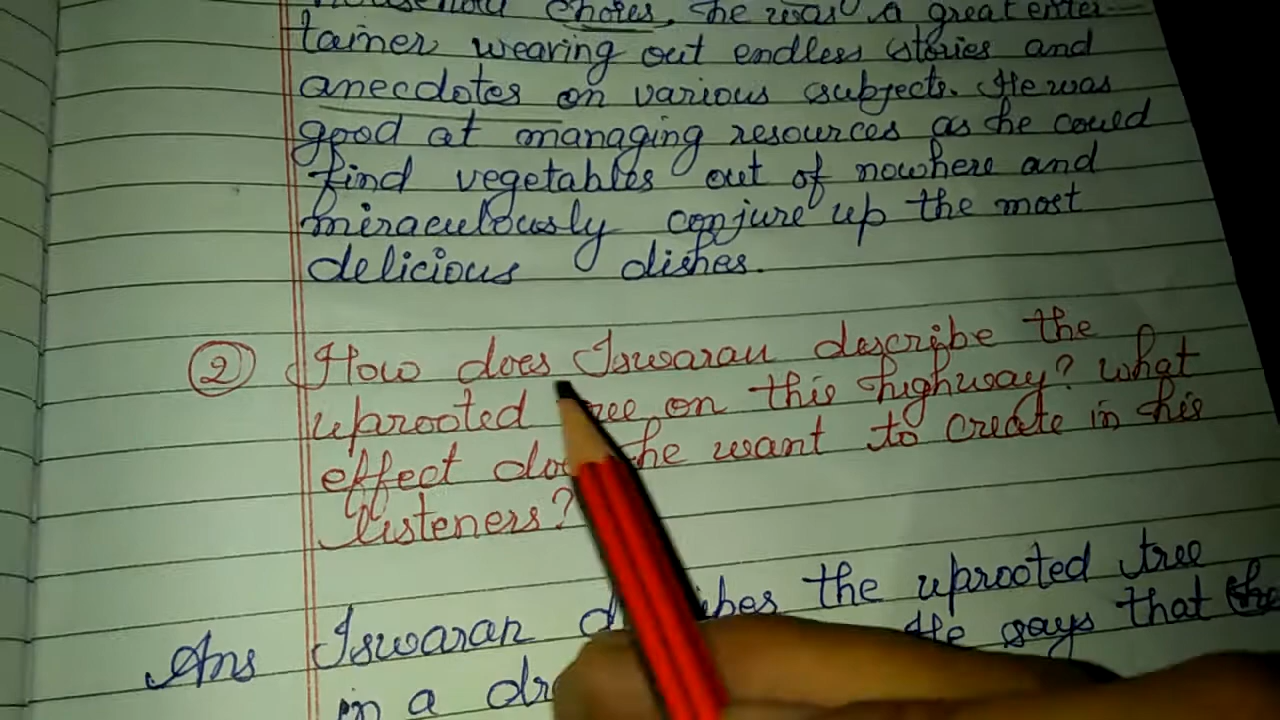 household chores, he was a great enter-
tainer weaving out endless stories and
anecdotes on various subjects. He was
good at managing resources as he could
find vegetables out of nowhere and
miraculously conjure up the most
delicious dishes.
② How does Iswaran describe the
uprooted on this highway? what
effect he want to create in his
listeners?
Ans Iswaran the uprooted tree
in a He says that